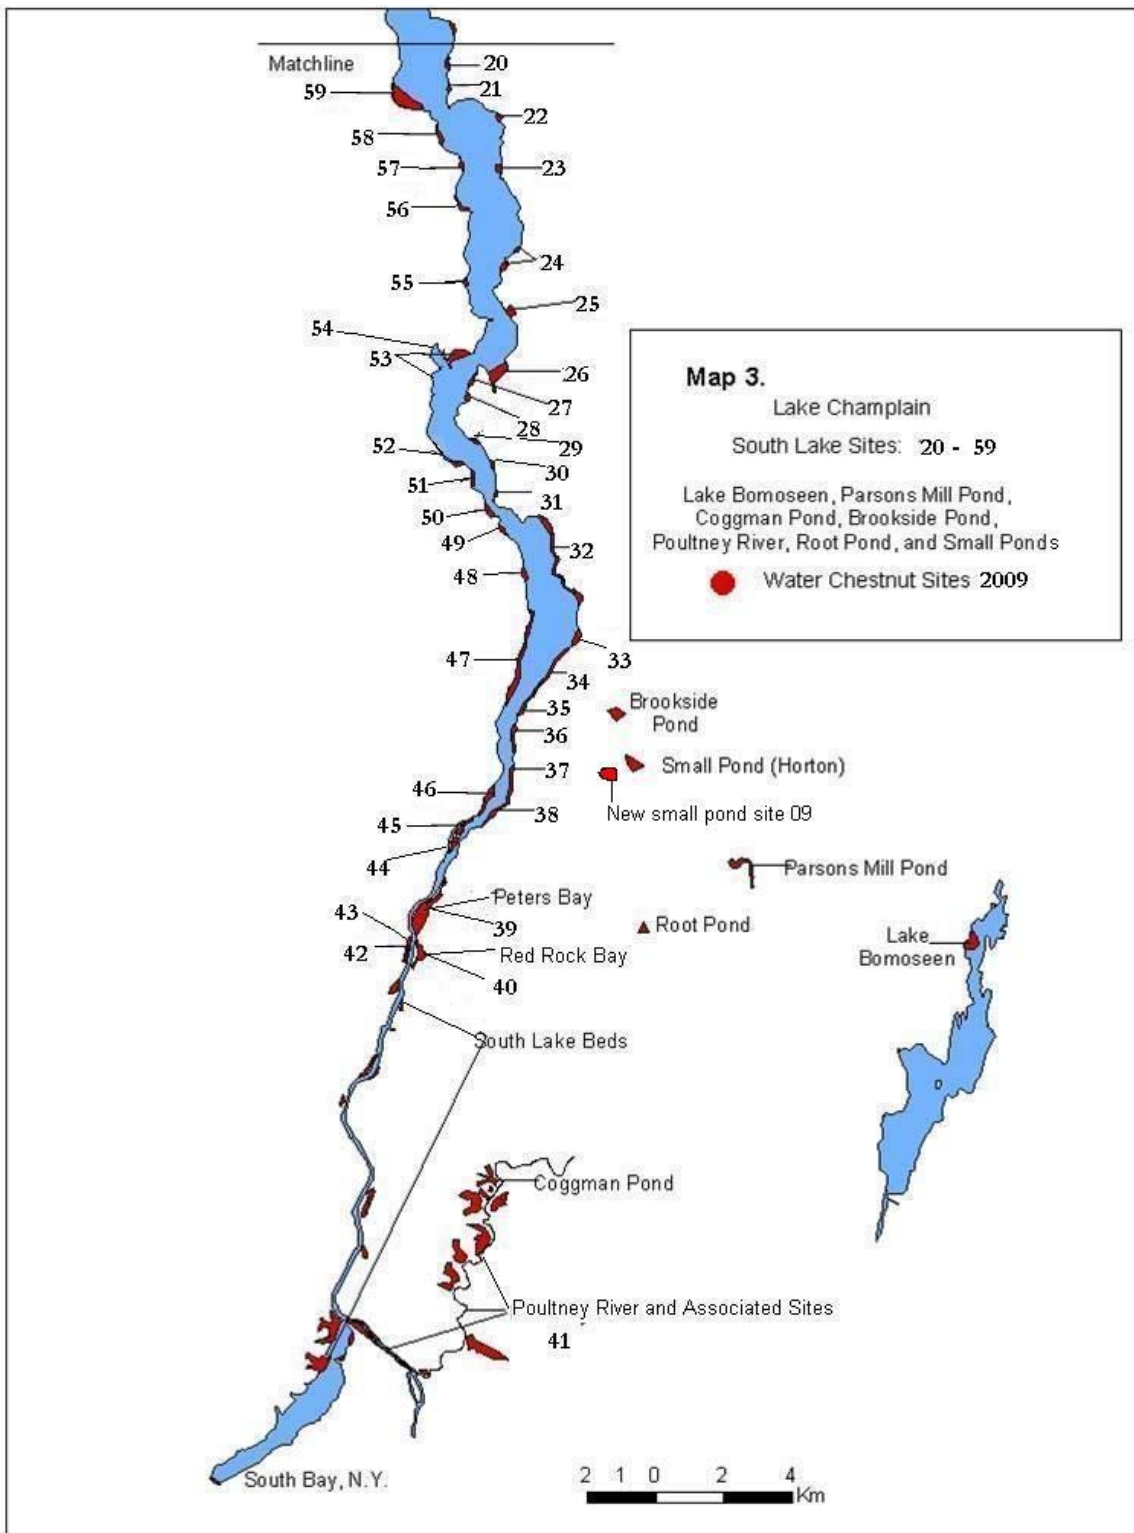 Matchline
20
59
21
22
58
57
23
56
24
55
25
54
53
26
27
28
29
52
30
51
31
50
49
32
48
33
47
34
35
36
37
46
38
45
44
Map 3.
Lake Champlain
South Lake Sites: 20 - 59
Lake Bomoseen, Parsons Mill Pond,
Coggman Pond, Brookside Pond,
Poultney River, Root Pond, and Small Ponds
Water Chestnut Sites 2009
Brookside
Pond
Small Pond (Horton)
New small pond site 09
Parsons Mill Pond
Peters Bay
43
39
Root Pond
Lake
Bomoseen
42
Red Rock Bay
40
South Lake Beds
Coggman Pond
Poultney River and Associated Sites
41
South Bay, N.Y.
2 1 0 2 4
Km